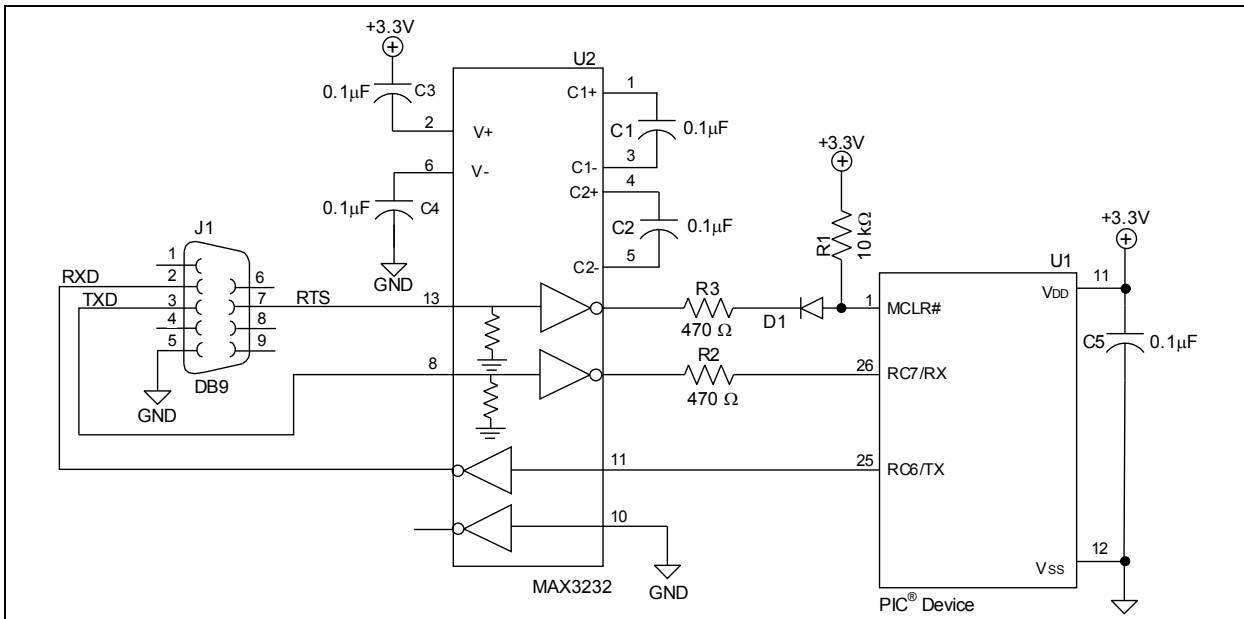 +3.3V
U2
0.1µF
C3
2
V+
C1+
1
C1
0.1µF
C1-
3
6
V-
0.1µF
C4
GND
C2+
4
C2
0.1µF
C2-
5
+3.3V
R1
10 kΩ
+3.3V
J1
1
2
3
4
5
6
7
8
9
RXD
TXD
RTS
DB9
GND
13
R3
470 Ω
D1
1
MCLR#
U1
VDD
11
C5
0.1µF
8
R2
470 Ω
26
RC7/RX
11
25
RC6/TX
10
GND
MAX3232
VSS
12
PIC® Device